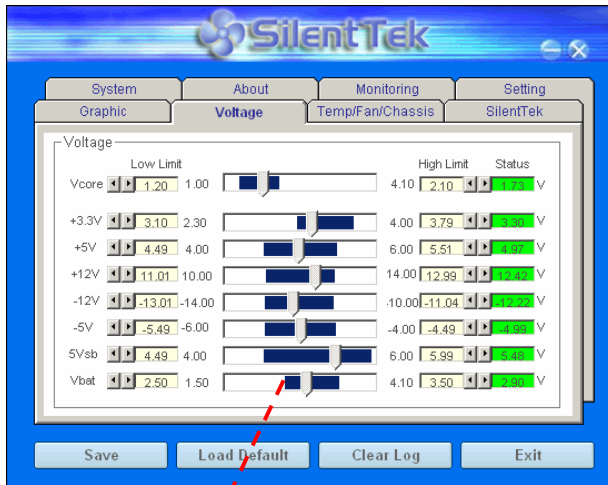 SilentTek
System About Monitoring Setting
Graphic Voltage Temp/Fan/Chassis SilentTek
Voltage
Low Limit High Limit Status
Vcore 1.20 1.00 4.10 2.10 1.73 V
+3.3V 3.10 2.30 4.00 3.79 3.30 V
+5V 4.49 4.00 6.00 5.51 4.97 V
+12V 11.01 10.00 14.00 12.99 12.42 V
-12V -13.01 -14.00 -10.00 -11.04 -12.22 V
-5V -5.49 -6.00 -4.00 -4.49 -4.99 V
5Vsb 4.49 4.00 6.00 5.99 5.48 V
Vbat 2.50 1.50 4.10 3.50 2.90 V
Save Load Default Clear Log Exit